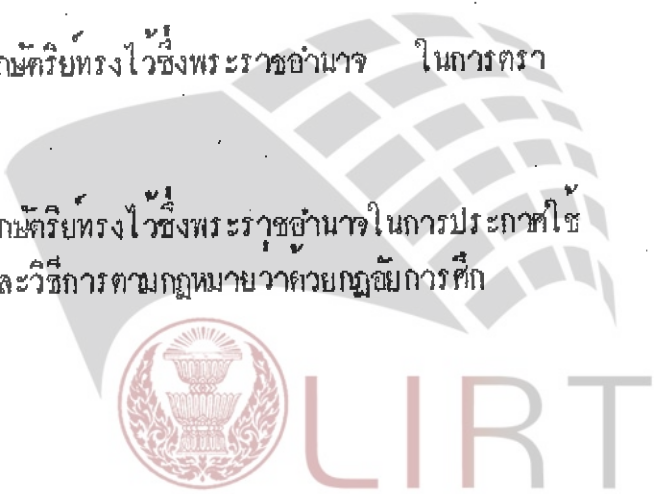 กษัตริย์ทรงไว้ซึ่งพระราชอำนาจ ในการตรา
กษัตริย์ทรงไว้ซึ่งพระราชอำนาจในการประกาศใช้
ละวิธีการตามกฎหมายว่าด้วยกฎอัยการศึก
LIRT